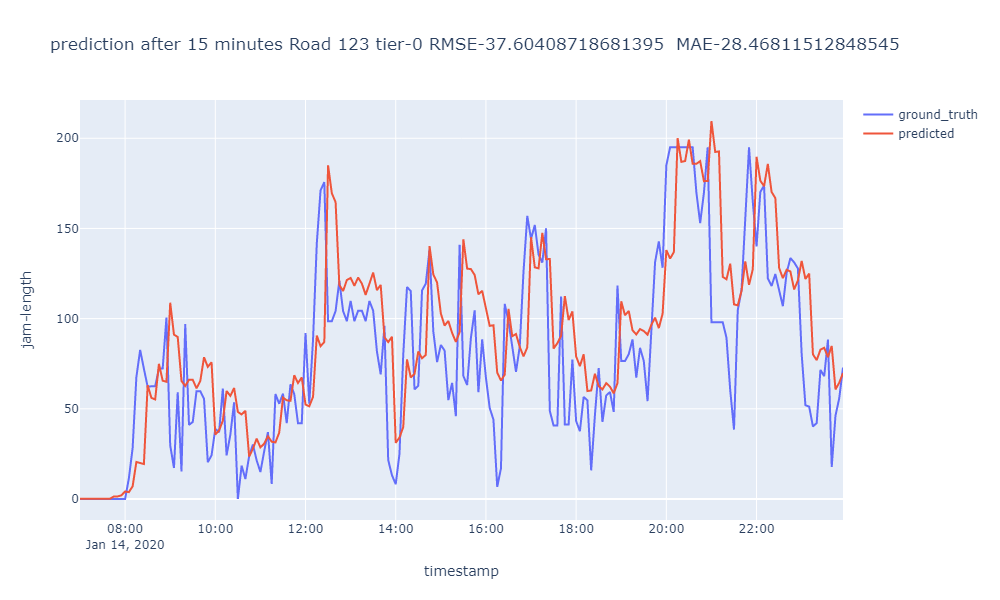 prediction after 15 minutes Road 123 tier-0 RMSE-37.60408718681395 MAE-28.46811512848545
ground_truth
predicted
200
150
100
50
0
jam-length
08:00 10:00 12:00 14:00 16:00 18:00 20:00 22:00
Jan 14, 2020
timestamp